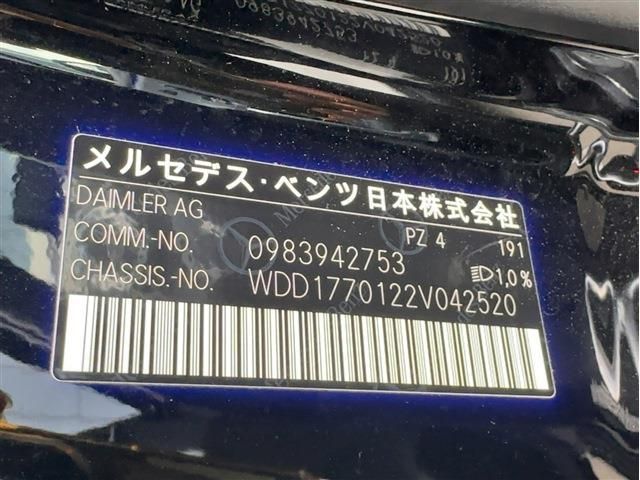 メルセデス・ベンツ日本株式会社
DAIMLER AG
COMM.-NO. 0983942753 PZ 4 191
CHASSIS.-NO. WDD1770122V042520 1,0%